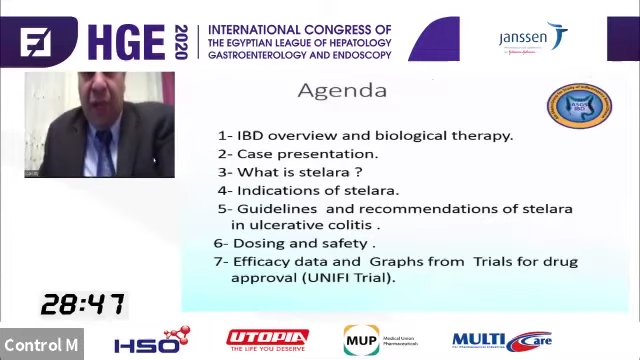 HGE 2020
INTERNATIONAL CONGRESS OF
THE EGYPTIAN LEAGUE OF HEPATOLOGY
GASTROENTEROLOGY AND ENDOSCOPY
janssen
Agenda
IBD
1- IBD overview and biological therapy.
2- Case presentation.
3- What is stelara ?
4- Indications of stelara.
5- Guidelines and recommendations of stelara
in ulcerative colitis .
6- Dosing and safety .
7- Efficacy data and Graphs from Trials for drug
approval (UNIFI Trial).
28:47
Control M
HSO
UTOPIA
THE LIFE YOU DESERVE
MUP
Medical Union
Pharmaceuticals
MULTI Care